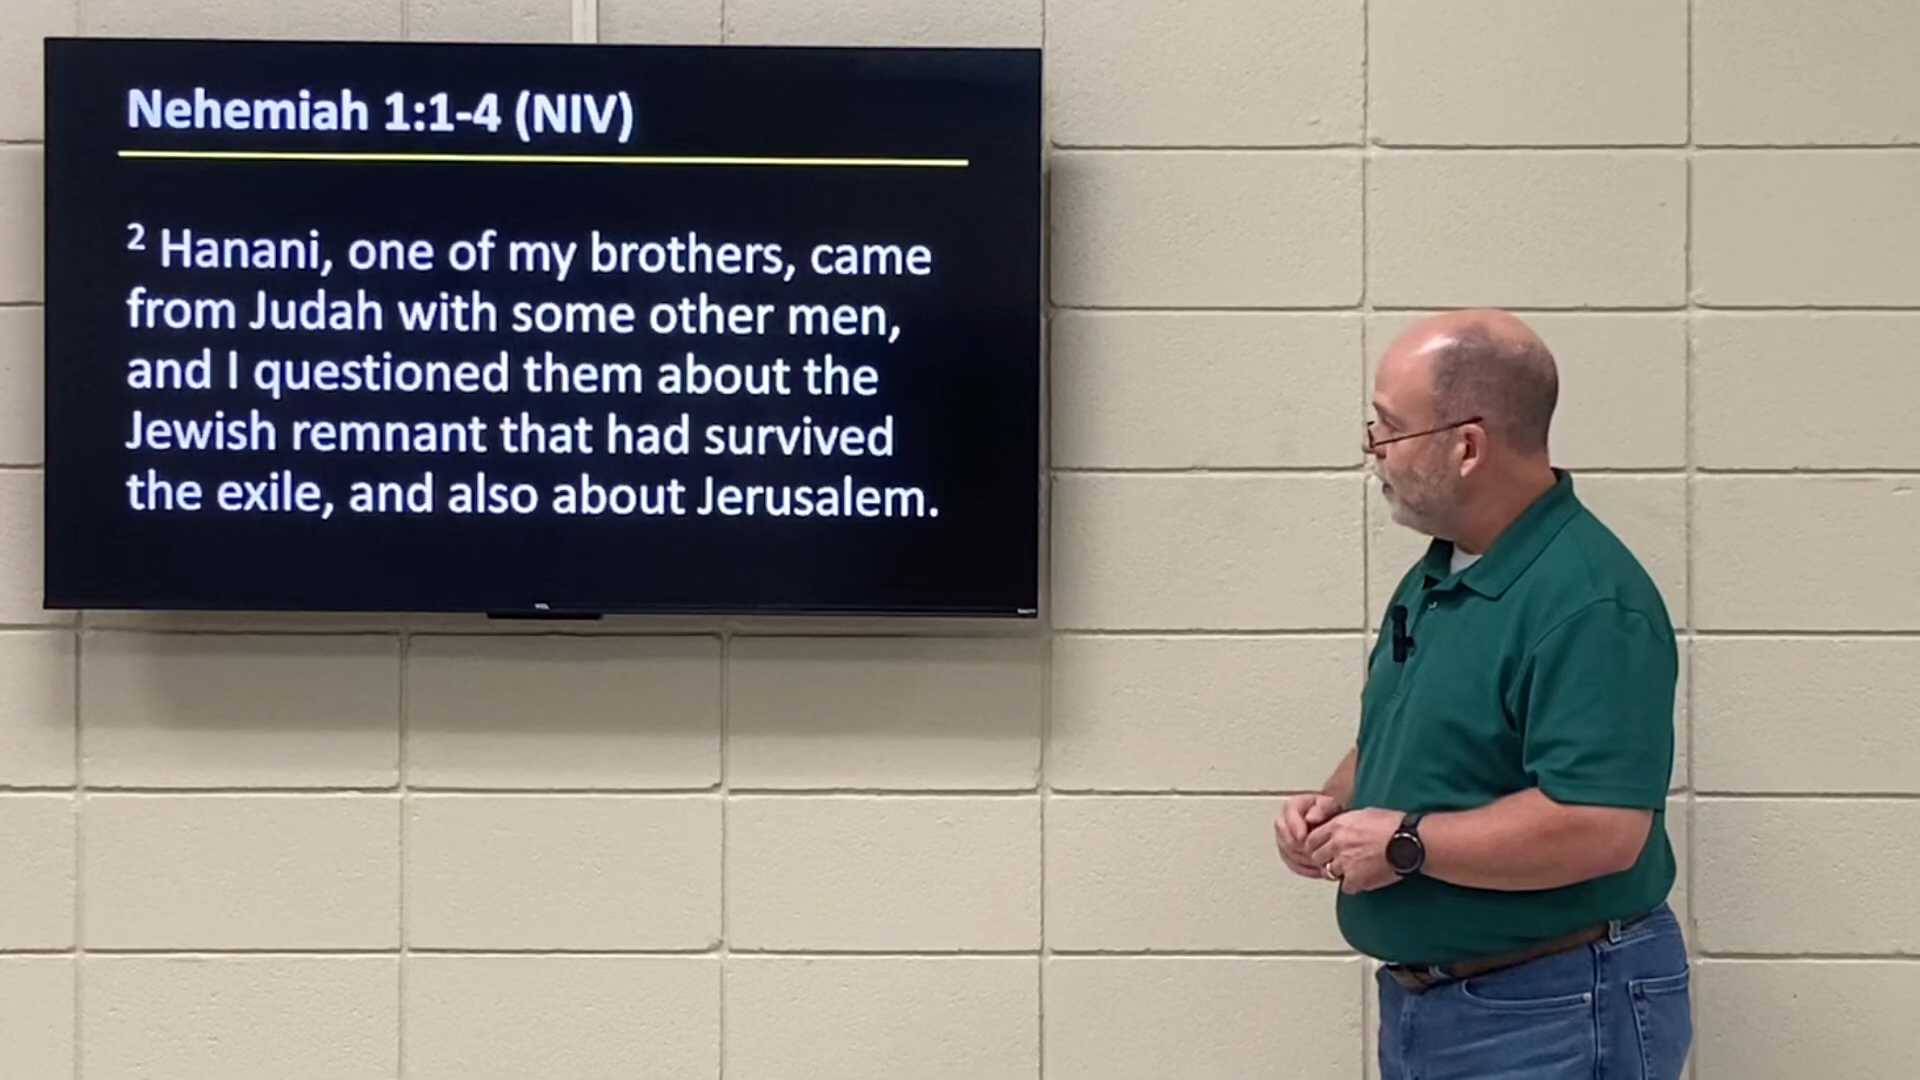 Nehemiah 1:1-4 (NIV)
2 Hanani, one of my brothers, came
from Judah with some other men,
and I questioned them about the
Jewish remnant that had survived
the exile, and also about Jerusalem.
TCL